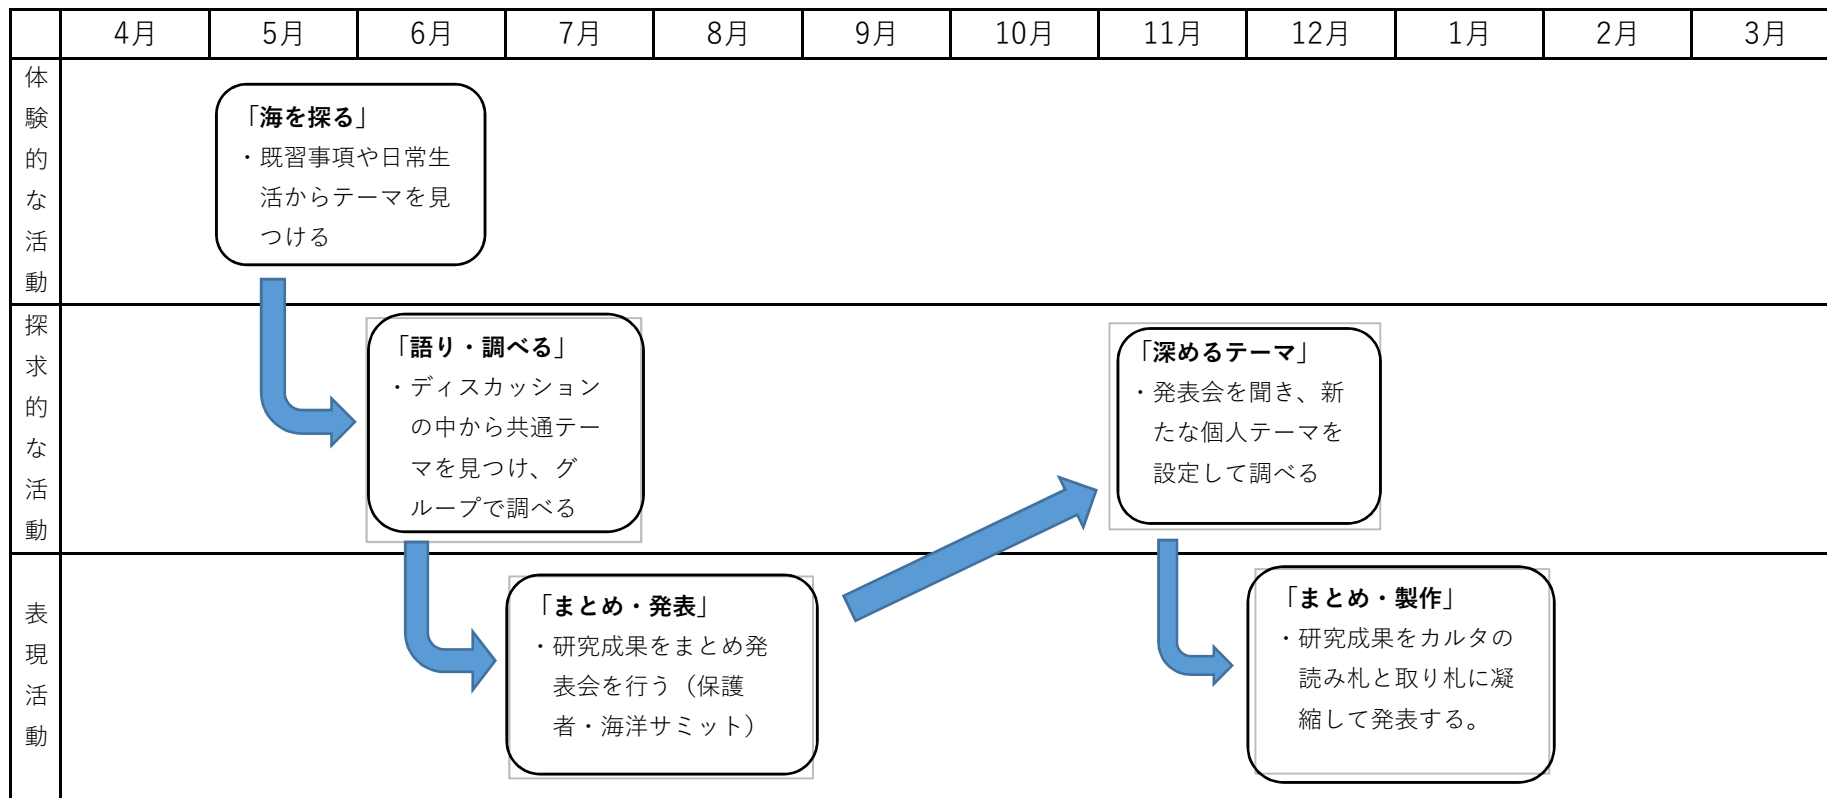 4月 5月 6月 7月 8月 9月 10月 11月 12月 1月 2月 3月
体験的な活動
「海を探る」
・既習事項や日常生
活からテーマを見
つける
探求的な活動
「語り・調べる」
・ディスカッション
の中から共通テー
マを見つけ、グ
ループで調べる
「深めるテーマ」
・発表会を聞き、新
たな個人テーマを
設定して調べる
表現活動
「まとめ・発表」
・研究成果をまとめ発
表会を行う（保護
者・海洋サミット）
「まとめ・製作」
・研究成果をカルタの
読み札と取り札に凝
縮して発表する。